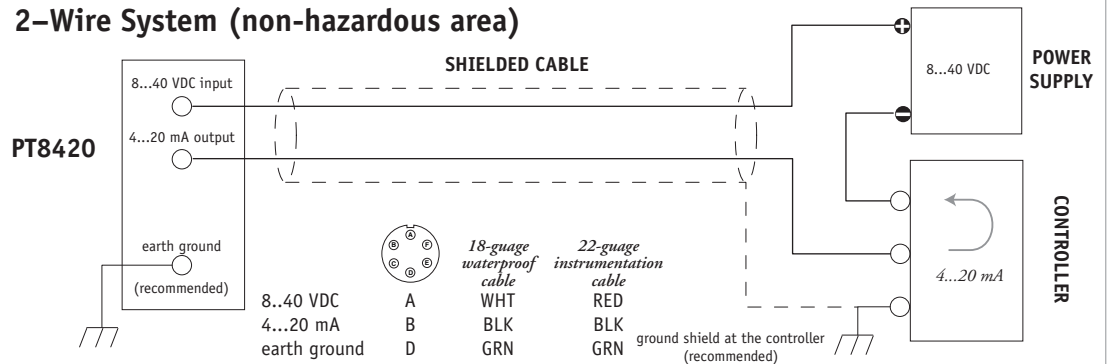 2–Wire System (non-hazardous area)
SHIELDED CABLE
8...40 VDC input
4...20 mA output
PT8420
earth ground
(recommended)
+
8...40 VDC
–
POWER
SUPPLY
CONTROLLER
4...20 mA
A
B
F
C
E
D
18-guage
waterproof
cable
22-guage
instrumentation
cable
8..40 VDC A WHT RED
4...20 mA B BLK BLK
earth ground D GRN GRN
ground shield at the controller
(recommended)